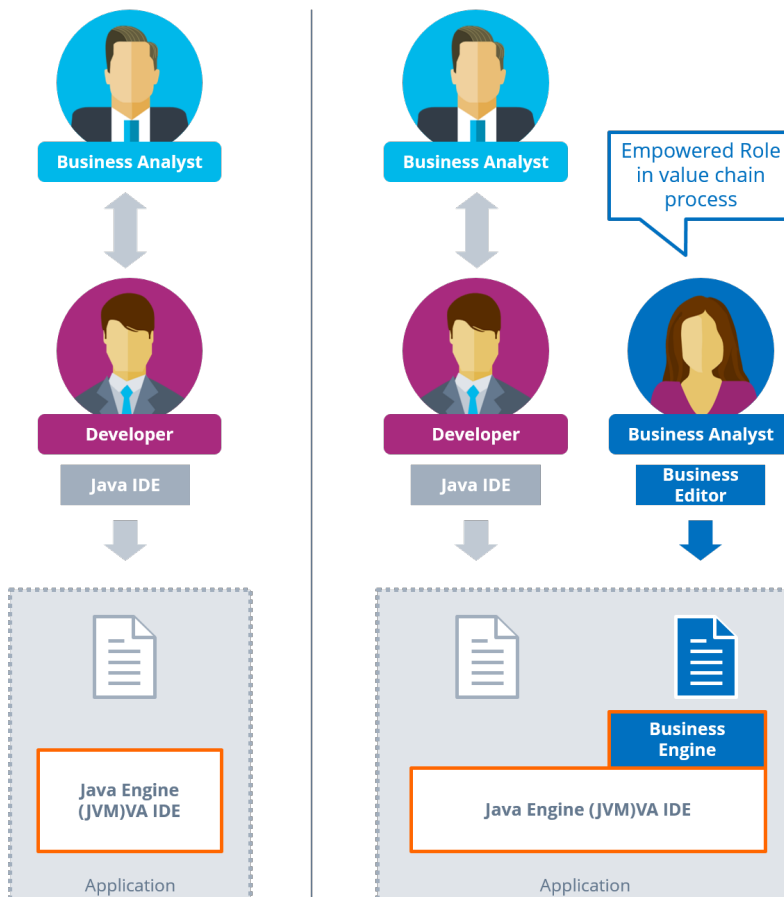 Business Analyst
Developer
Java IDE
Java Engine
(JVM)VA IDE
Application
Business Analyst
Empowered Role
in value chain
process
Developer
Business Analyst
Java IDE
Business
Editor
Business
Engine
Java Engine (JVM)VA IDE
Application